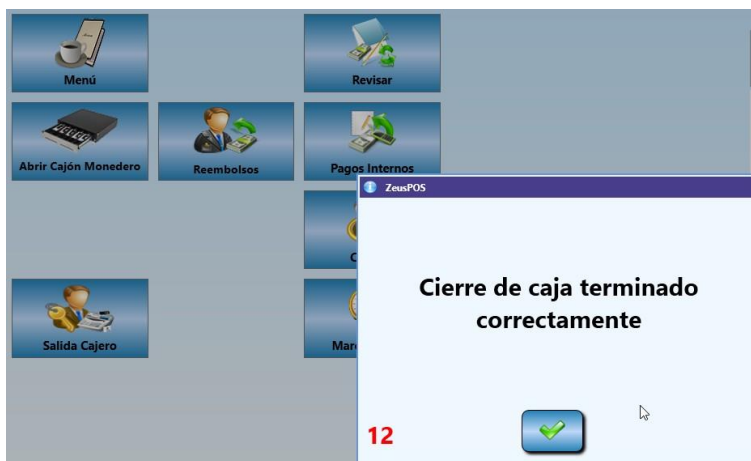 Menú
Revisar
Abrir Cajón Monedero
Reembolsos
Pagos Internos
ZeusPOS
Cierre de caja terminado
correctamente
Salida Cajero
12